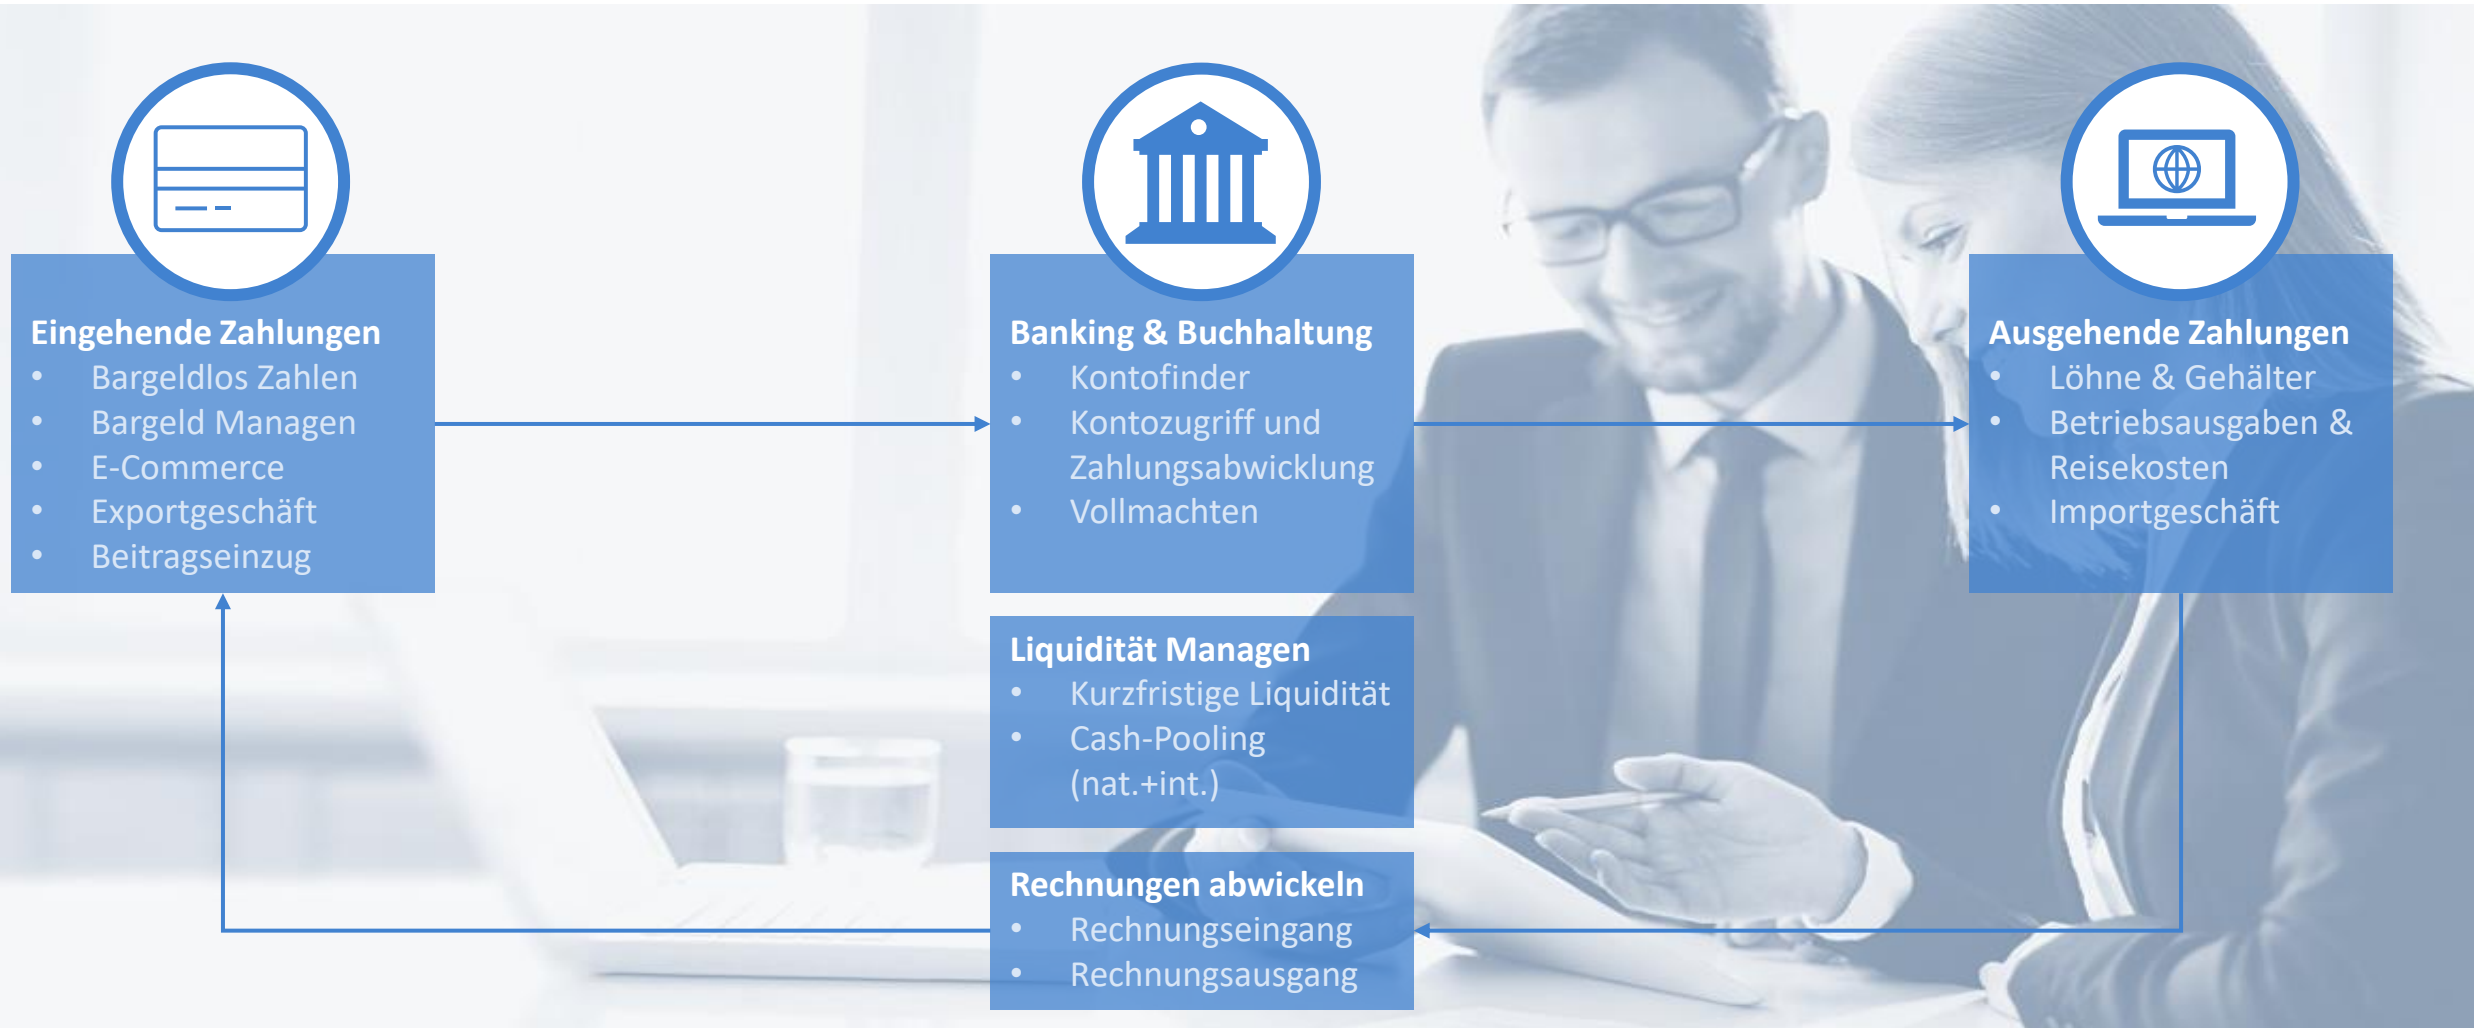 Eingehende Zahlungen
• Bargeldlos Zahlen
• Bargeld Managen
• E-Commerce
• Exportgeschäft
• Beitragseinzug
Banking & Buchhaltung
• Kontofinder
• Kontozugriff und
Zahlungsabwicklung
• Vollmachten
Ausgehende Zahlungen
• Löhne & Gehälter
• Betriebsausgaben &
Reisekosten
• Importgeschäft
Liquidität Managen
• Kurzfristige Liquidität
• Cash-Pooling
(nat.+int.)
Rechnungen abwickeln
• Rechnungseingang
• Rechnungsausgang